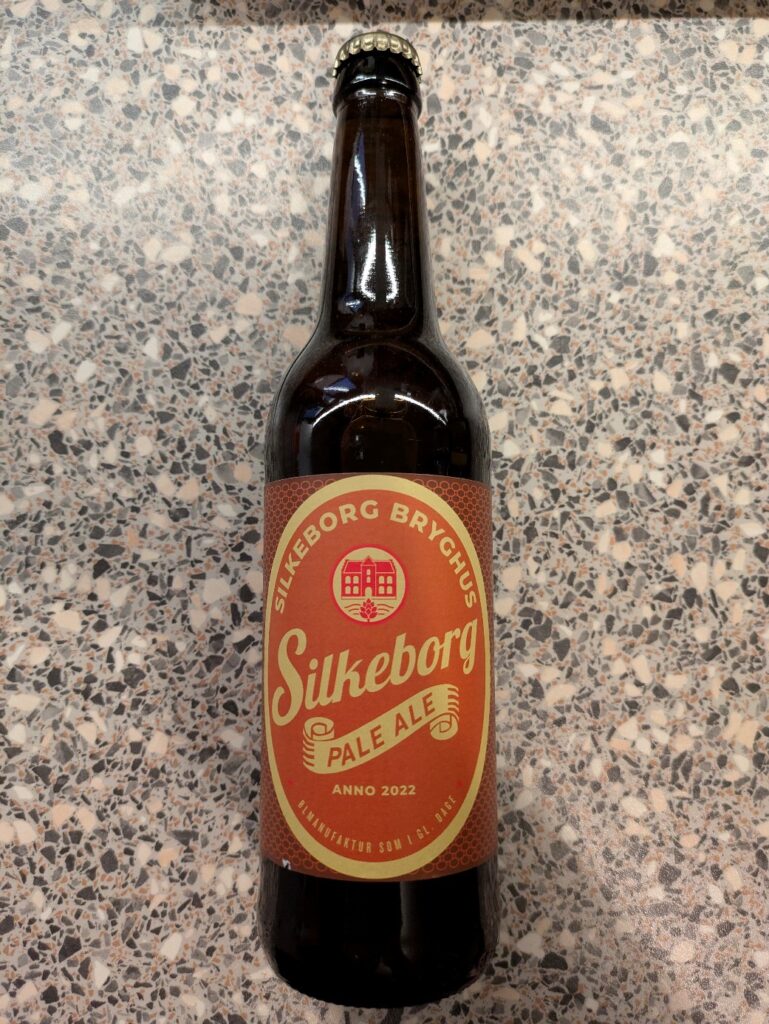 SILKEBORG BRYGHUS
Silkeborg
PALE ALE
ANNO 2022
ØLMANUFAKTUR SOM I GL. DAGE